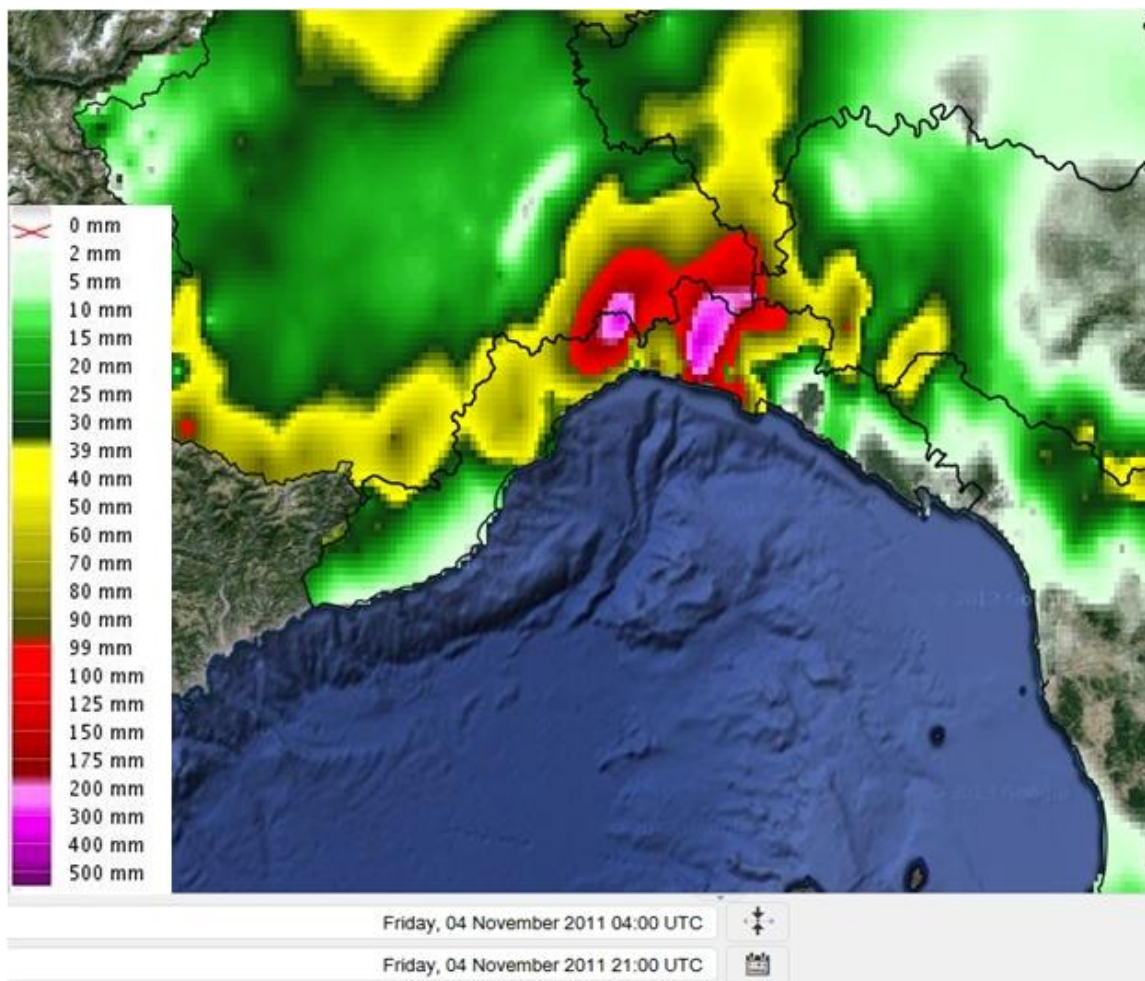 0 mm
2 mm
5 mm
10 mm
15 mm
20 mm
25 mm
30 mm
39 mm
40 mm
50 mm
60 mm
70 mm
80 mm
90 mm
99 mm
100 mm
125 mm
150 mm
175 mm
200 mm
300 mm
400 mm
500 mm
Friday, 04 November 2011 04:00 UTC
Friday, 04 November 2011 21:00 UTC